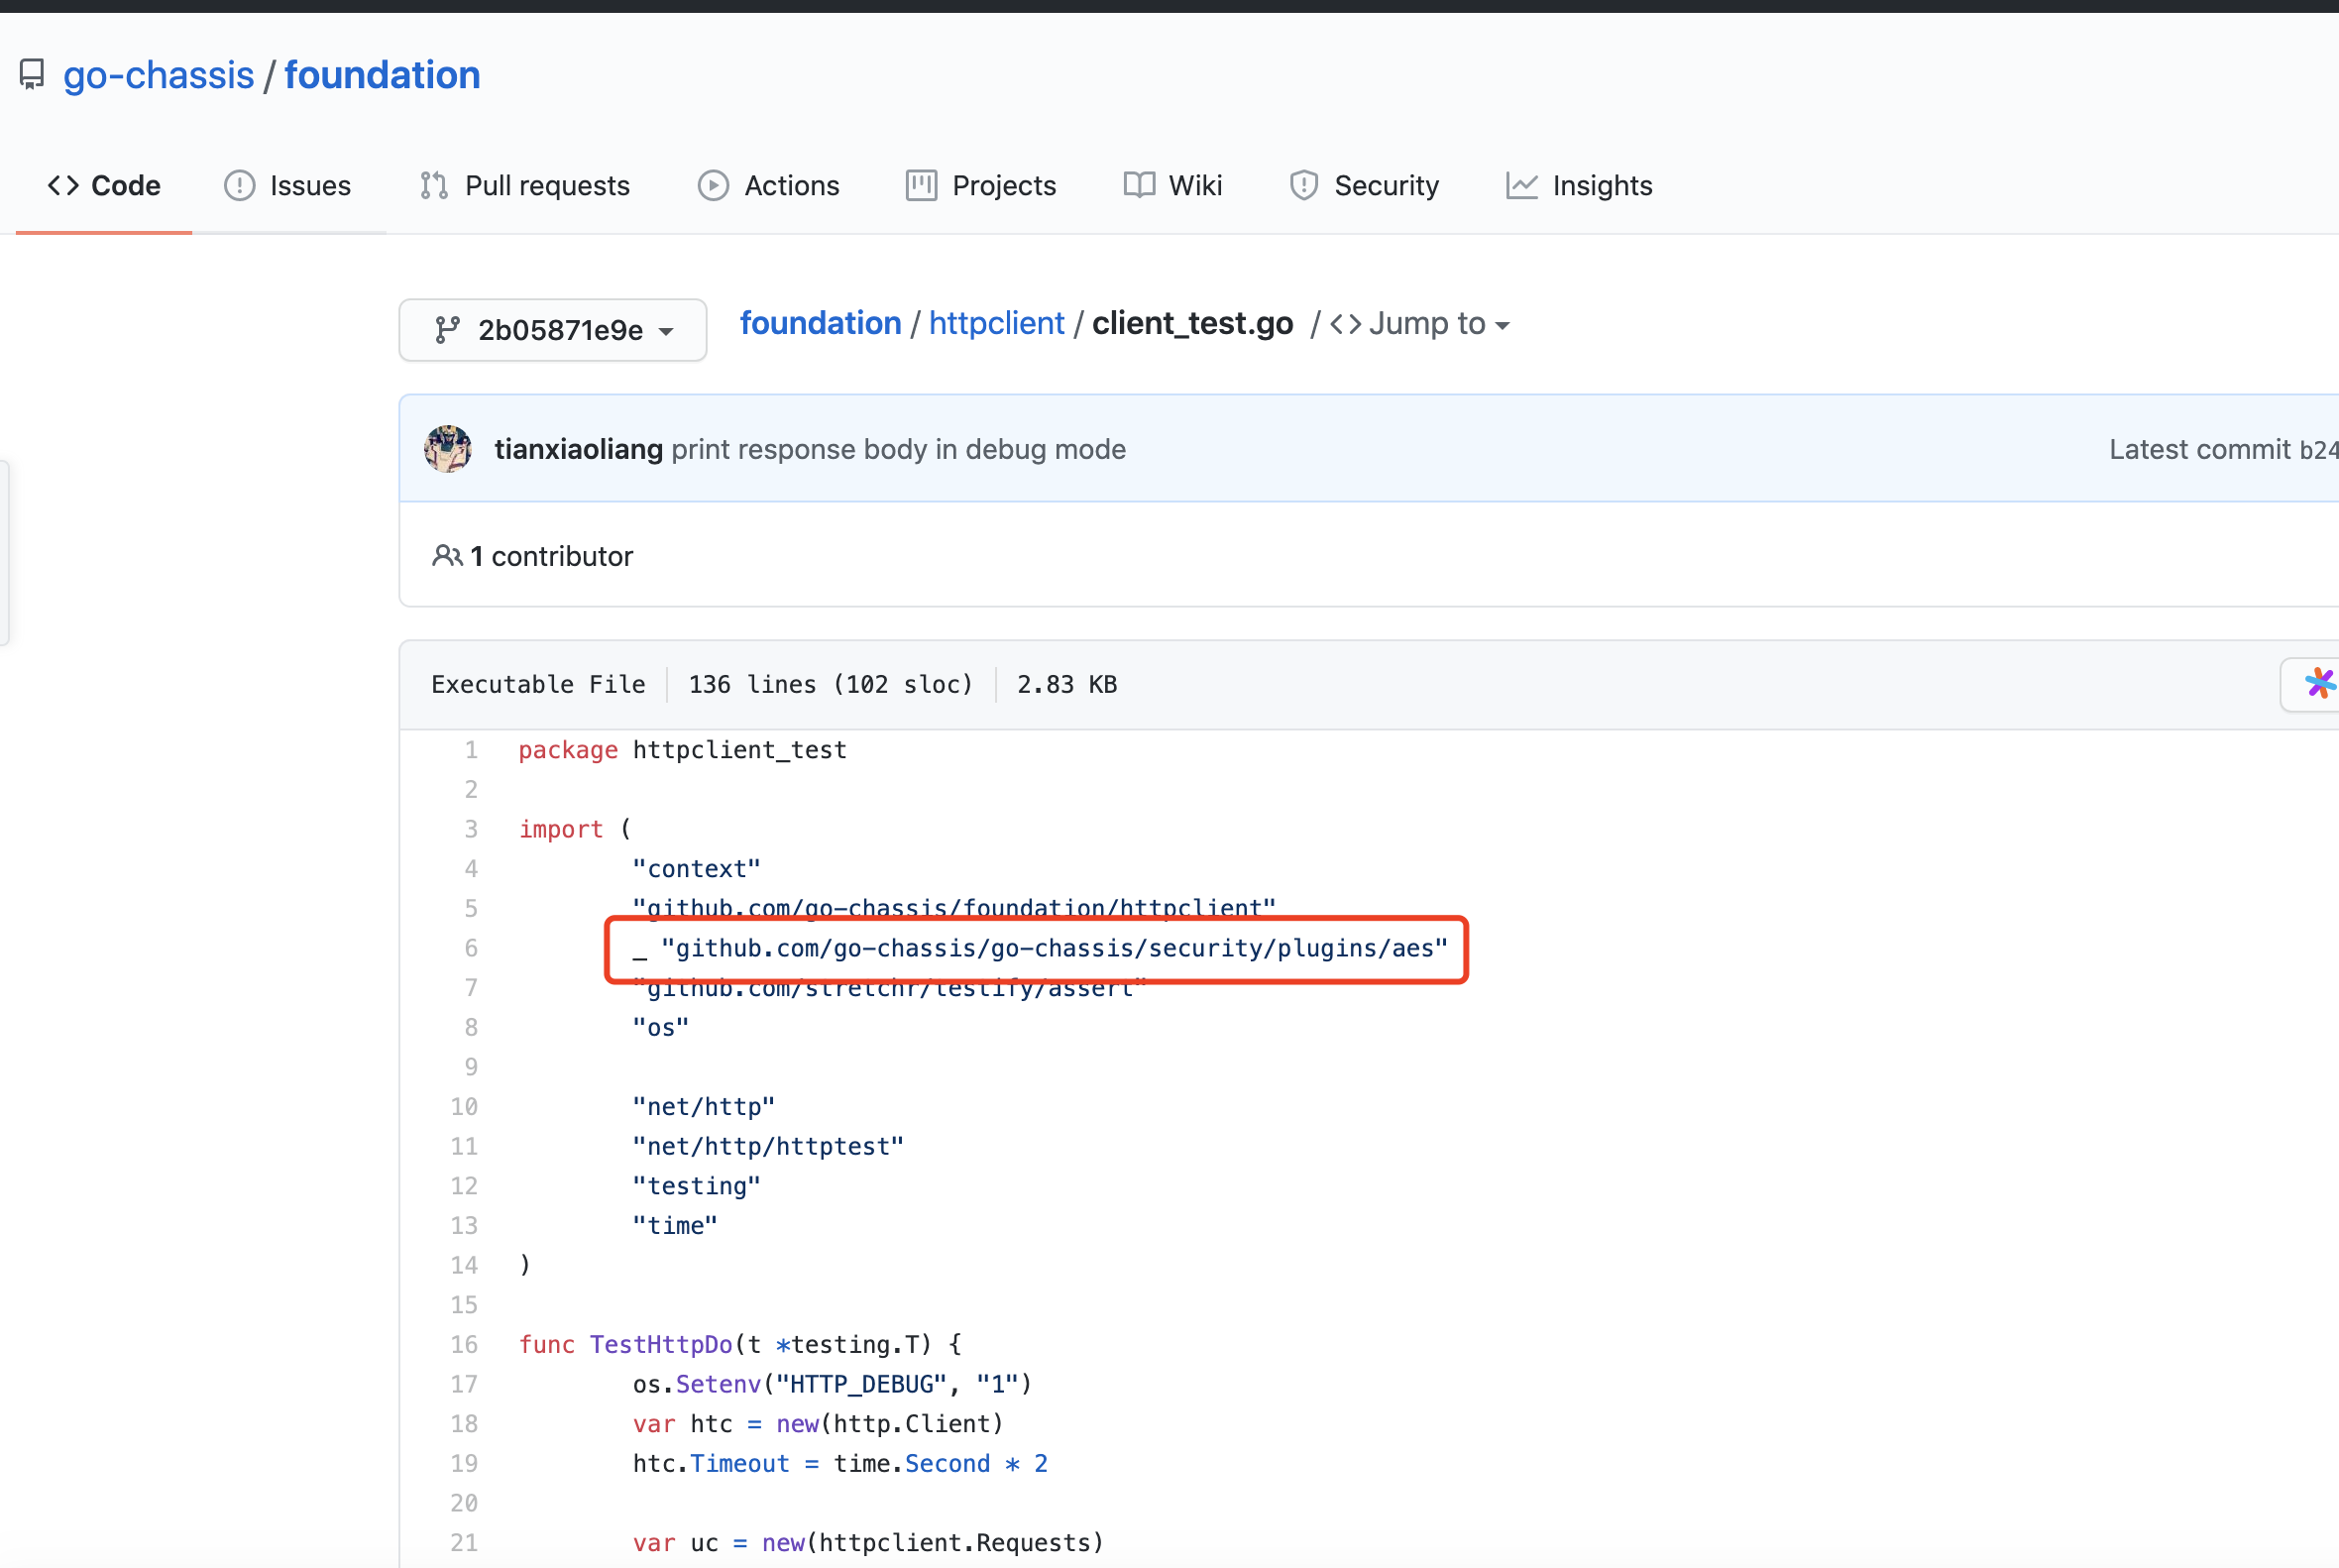 go-chassis / foundation
Code Issues Pull requests Actions Projects Wiki Security Insights
2b05871e9e foundation / httpclient / client_test.go / <> Jump to
tianxiaoliang print response body in debug mode Latest commit b24
1 contributor
Executable File 136 lines (102 sloc) 2.83 KB
1 package httpclient_test
2
3 import (
4 "context"
5 "github.com/go-chassis/foundation/httpclient"
6 _ "github.com/go-chassis/go-chassis/security/plugins/aes"
7 "github.com/stretchr/testify/assert"
8 "os"
9
10 "net/http"
11 "net/http/httptest"
12 "testing"
13 "time"
14 )
15
16 func TestHttpDo(t *testing.T) {
17 os.Setenv("HTTP_DEBUG", "1")
18 var htc = new(http.Client)
19 htc.Timeout = time.Second * 2
20
21 var uc = new(httpclient.Requests)